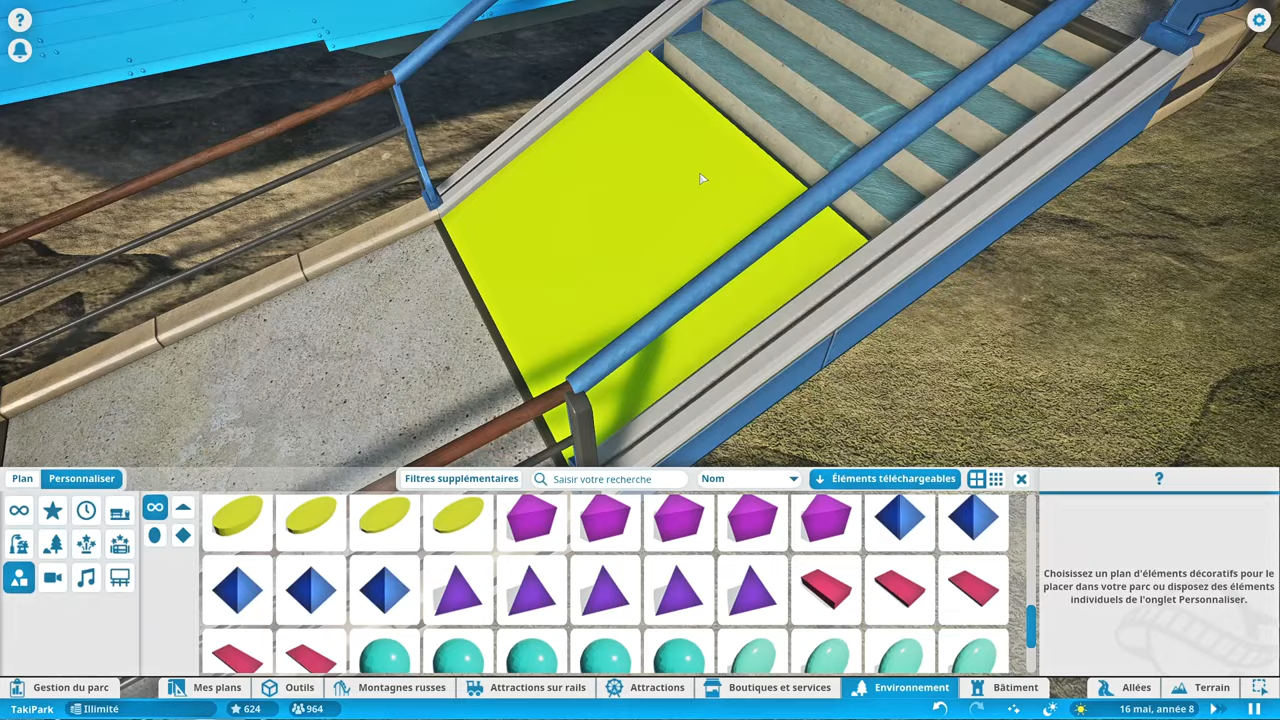 ?
Plan
Personnaliser
Filtres supplémentaires
Saisir votre recherche
Nom
Éléments téléchargeables
?
Choisissez un plan d'éléments décoratifs pour le
placer dans votre parc ou disposez des éléments
individuels de l'onglet Personnaliser.
Gestion du parc
Mes plans
Outils
Montagnes russes
Attractions sur rails
Attractions
Boutiques et services
Environnement
Bâtiment
Allées
Terrain
TakiPark
Illimité
624
964
16 mai, année 8